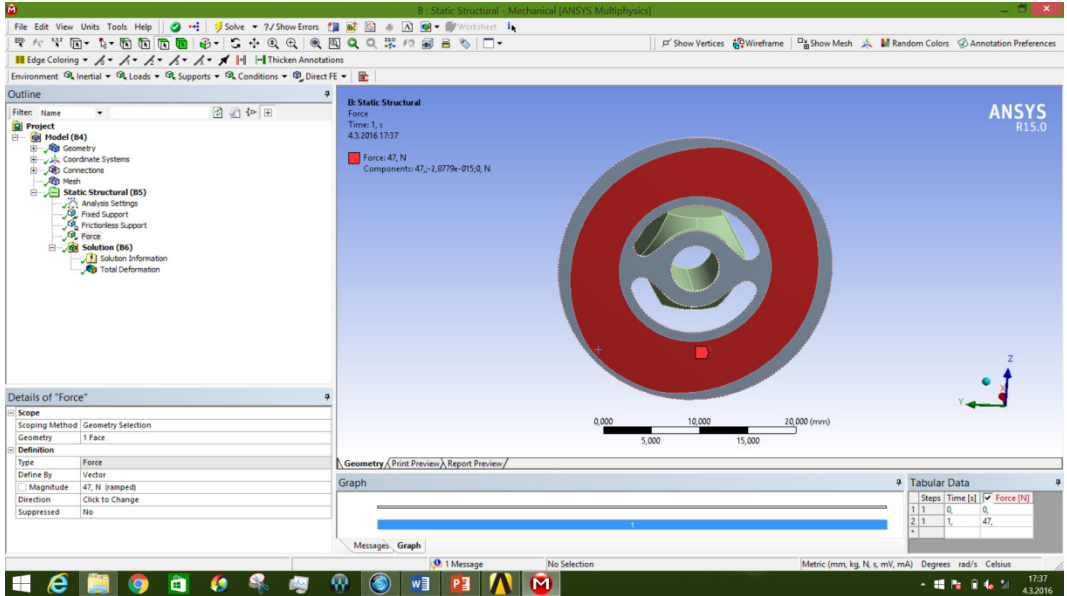 B : Static Structural - Mechanical [ANSYS Multiphysics]
File Edit View Units Tools Help Solve ?/ Show Errors Worksheet
Show Vertices Wireframe Show Mesh Random Colors Annotation Preferences
Edge Coloring Thicken Annotations
Environment Inertial Loads Supports Conditions Direct FE
Outline
Filter: Name
Project
Model (B4)
Geometry
Coordinate Systems
Connections
Mesh
Static Structural (B5)
Analysis Settings
Fixed Support
Frictionless Support
Force
Solution (B6)
Solution Information
Total Deformation
B: Static Structural
Force
Time: 1, s
4.3.2016 17:37
Force: 47, N
Components: 47,;-2,8779e-015;0, N
ANSYS
R15.0
Z
Y
X
0,000 10,000 20,000 (mm)
5,000 15,000
Details of "Force"
Scope
Scoping Method Geometry Selection
Geometry 1 Face
Definition
Type Force
Define By Vector
Magnitude 47, N (ramped)
Direction Click to Change
Suppressed No
Geometry Print Preview Report Preview
Graph
1
Messages Graph
Tabular Data
Steps Time [s] Force [N]
1 1 0, 0,
2 1 1, 47,
*
1 Message No Selection Metric (mm, kg, N, s, mV, mA) Degrees rad/s Celsius
17:37
4.3.2016